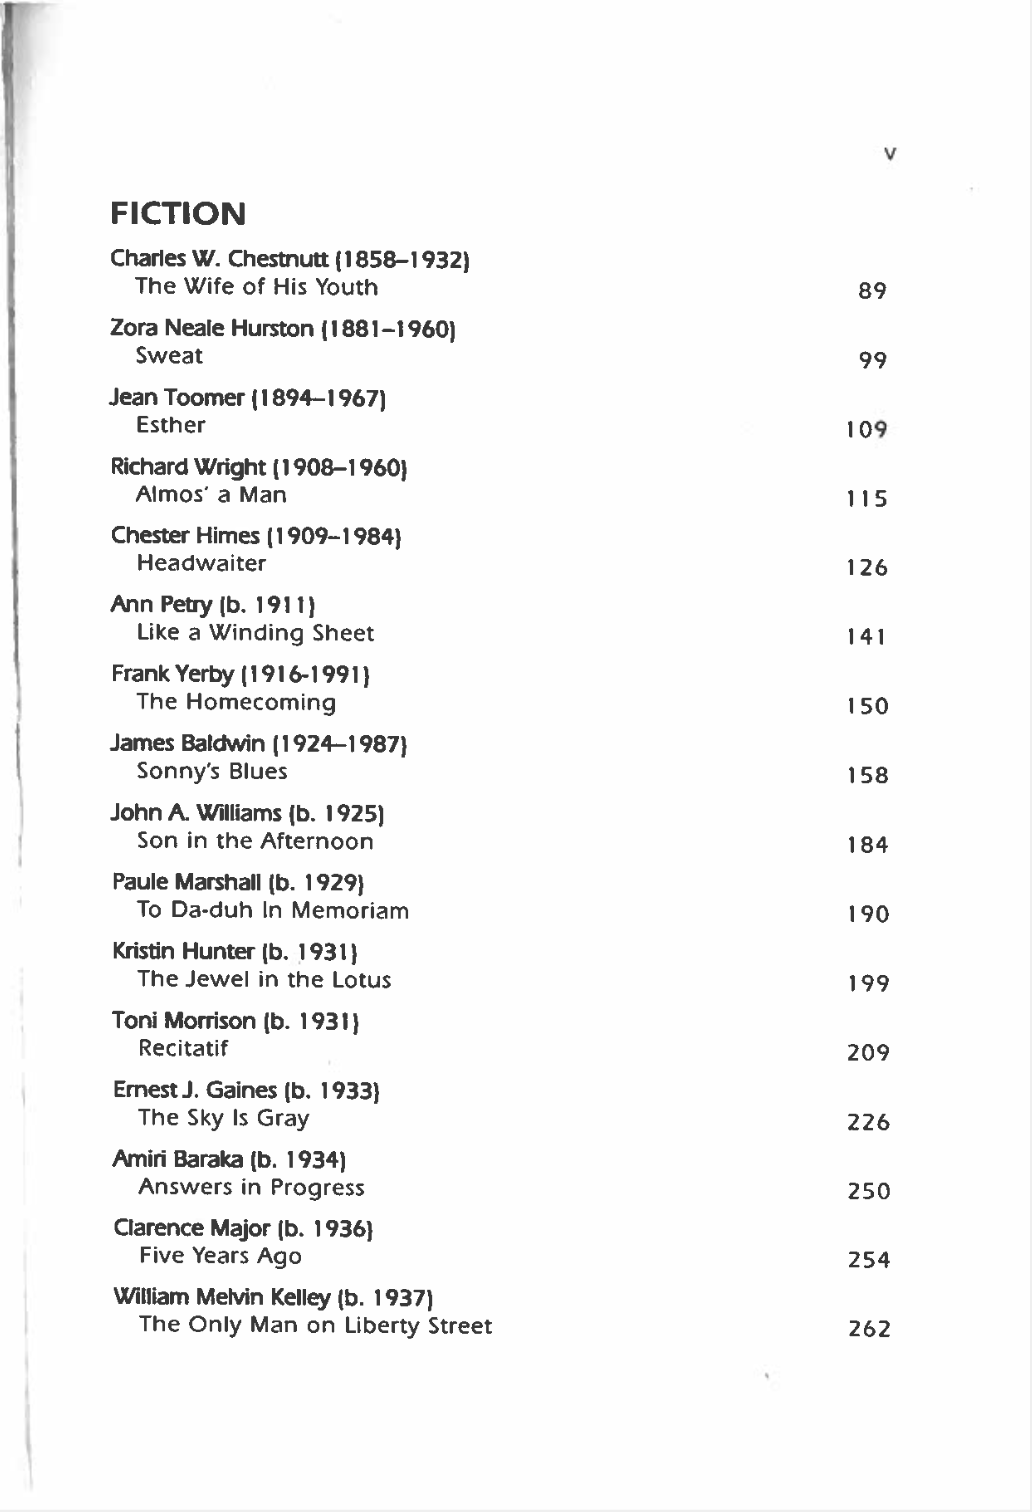 v
FICTION
Charles W. Chestnutt (1858–1932)
The Wife of His Youth 89
Zora Neale Hurston (1881–1960)
Sweat 99
Jean Toomer (1894–1967)
Esther 109
Richard Wright (1908–1960)
Almos' a Man 115
Chester Himes (1909–1984)
Headwaiter 126
Ann Petry (b. 1911)
Like a Winding Sheet 141
Frank Yerby (1916-1991)
The Homecoming 150
James Baldwin (1924–1987)
Sonny's Blues 158
John A. Williams (b. 1925)
Son in the Afternoon 184
Paule Marshall (b. 1929)
To Da-duh In Memoriam 190
Kristin Hunter (b. 1931)
The Jewel in the Lotus 199
Toni Morrison (b. 1931)
Recitatif 209
Ernest J. Gaines (b. 1933)
The Sky Is Gray 226
Amiri Baraka (b. 1934)
Answers in Progress 250
Clarence Major (b. 1936)
Five Years Ago 254
William Melvin Kelley (b. 1937)
The Only Man on Liberty Street 262